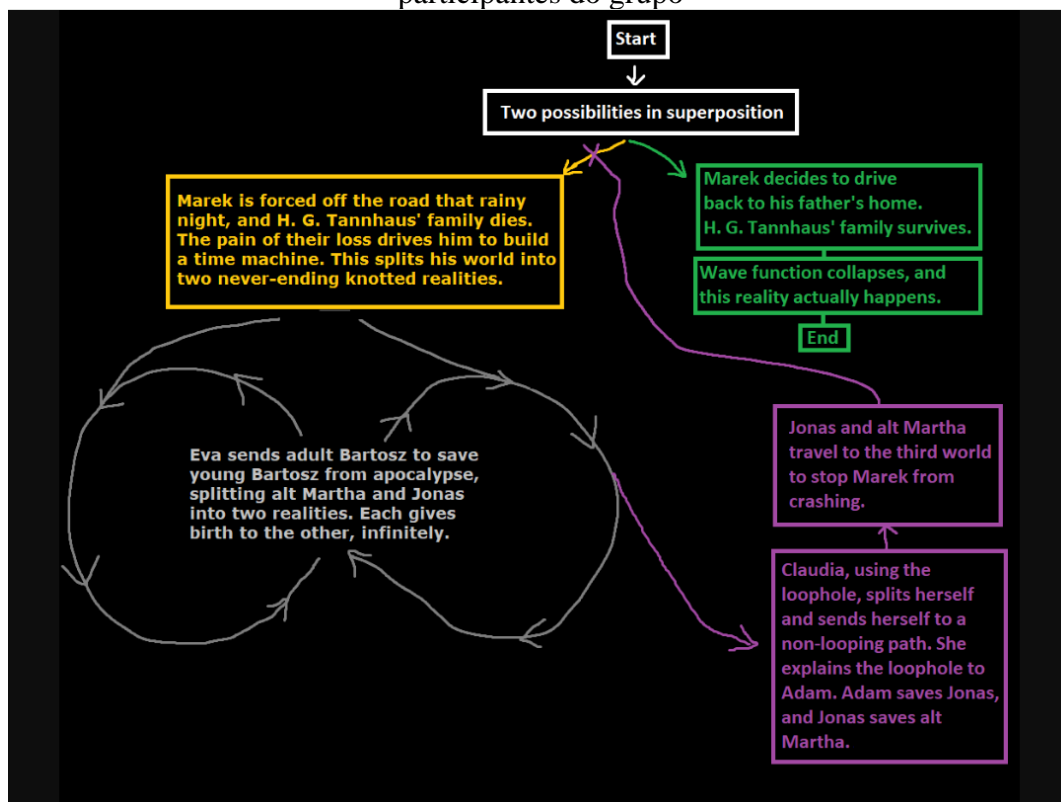 participantes do grupo
Start
Two possibilities in superposition
Marek is forced off the road that rainy
night, and H. G. Tannhaus' family dies.
The pain of their loss drives him to build
a time machine. This splits his world into
two never-ending knotted realities.
Marek decides to drive
back to his father's home.
H. G. Tannhaus' family survives.
Wave function collapses, and
this reality actually happens.
End
Eva sends adult Bartosz to save
young Bartosz from apocalypse,
splitting alt Martha and Jonas
into two realities. Each gives
birth to the other, infinitely.
Jonas and alt Martha
travel to the third world
to stop Marek from
crashing.
Claudia, using the
loophole, splits herself
and sends herself to a
non-looping path. She
explains the loophole to
Adam. Adam saves Jonas,
and Jonas saves alt
Martha.